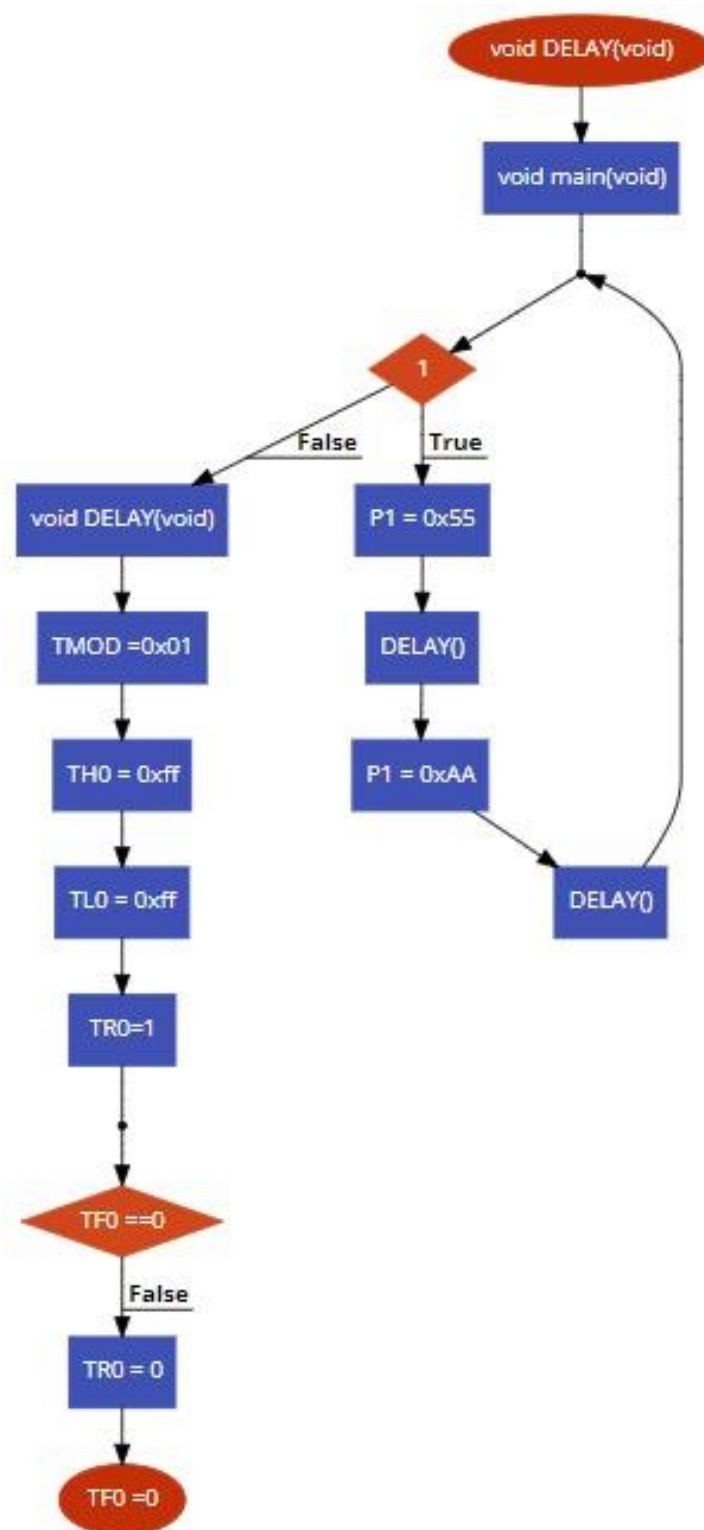 void DELAY(void)
void main(void)
1
False
True
void DELAY(void)
P1 = 0x55
TMOD =0x01
DELAY()
TH0 = 0xff
P1 = 0xAA
TL0 = 0xff
DELAY()
TR0=1
TF0 ==0
False
TR0 = 0
TF0 =0